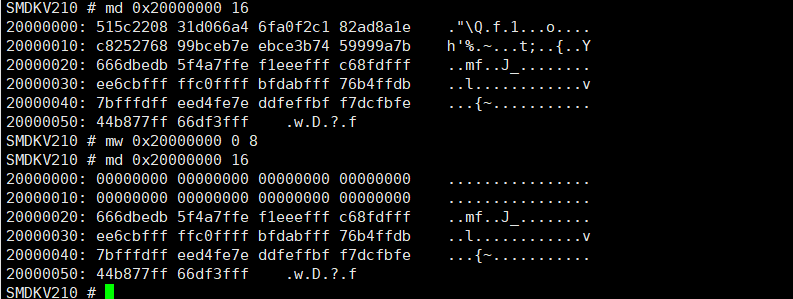 SMDKV210 # md 0x20000000 16
20000000: 515c2208 31d066a4 6fa0f2c1 82ad8a1e    ."\Q.f.1...o....
20000010: c8252768 99bceb7e ebce3b74 59999a7b    h'%.~...t;..{..Y
20000020: 666dbedb 5f4a7ffe f1eeefff c68fdfff    ..mf..J_........
20000030: ee6cbfff ffc0ffff bfdabfff 76b4ffdb    ..l............v
20000040: 7bfffdff eed4fe7e ddfeffbf f7dcfbfe    ...{~...........
20000050: 44b877ff 66df3fff    .w.D.?.f
SMDKV210 # mw 0x20000000 0 8
SMDKV210 # md 0x20000000 16
20000000: 00000000 00000000 00000000 00000000    ................
20000010: 00000000 00000000 00000000 00000000    ................
20000020: 666dbedb 5f4a7ffe f1eeefff c68fdfff    ..mf..J_........
20000030: ee6cbfff ffc0ffff bfdabfff 76b4ffdb    ..l............v
20000040: 7bfffdff eed4fe7e ddfeffbf f7dcfbfe    ...{~...........
20000050: 44b877ff 66df3fff    .w.D.?.f
SMDKV210 #